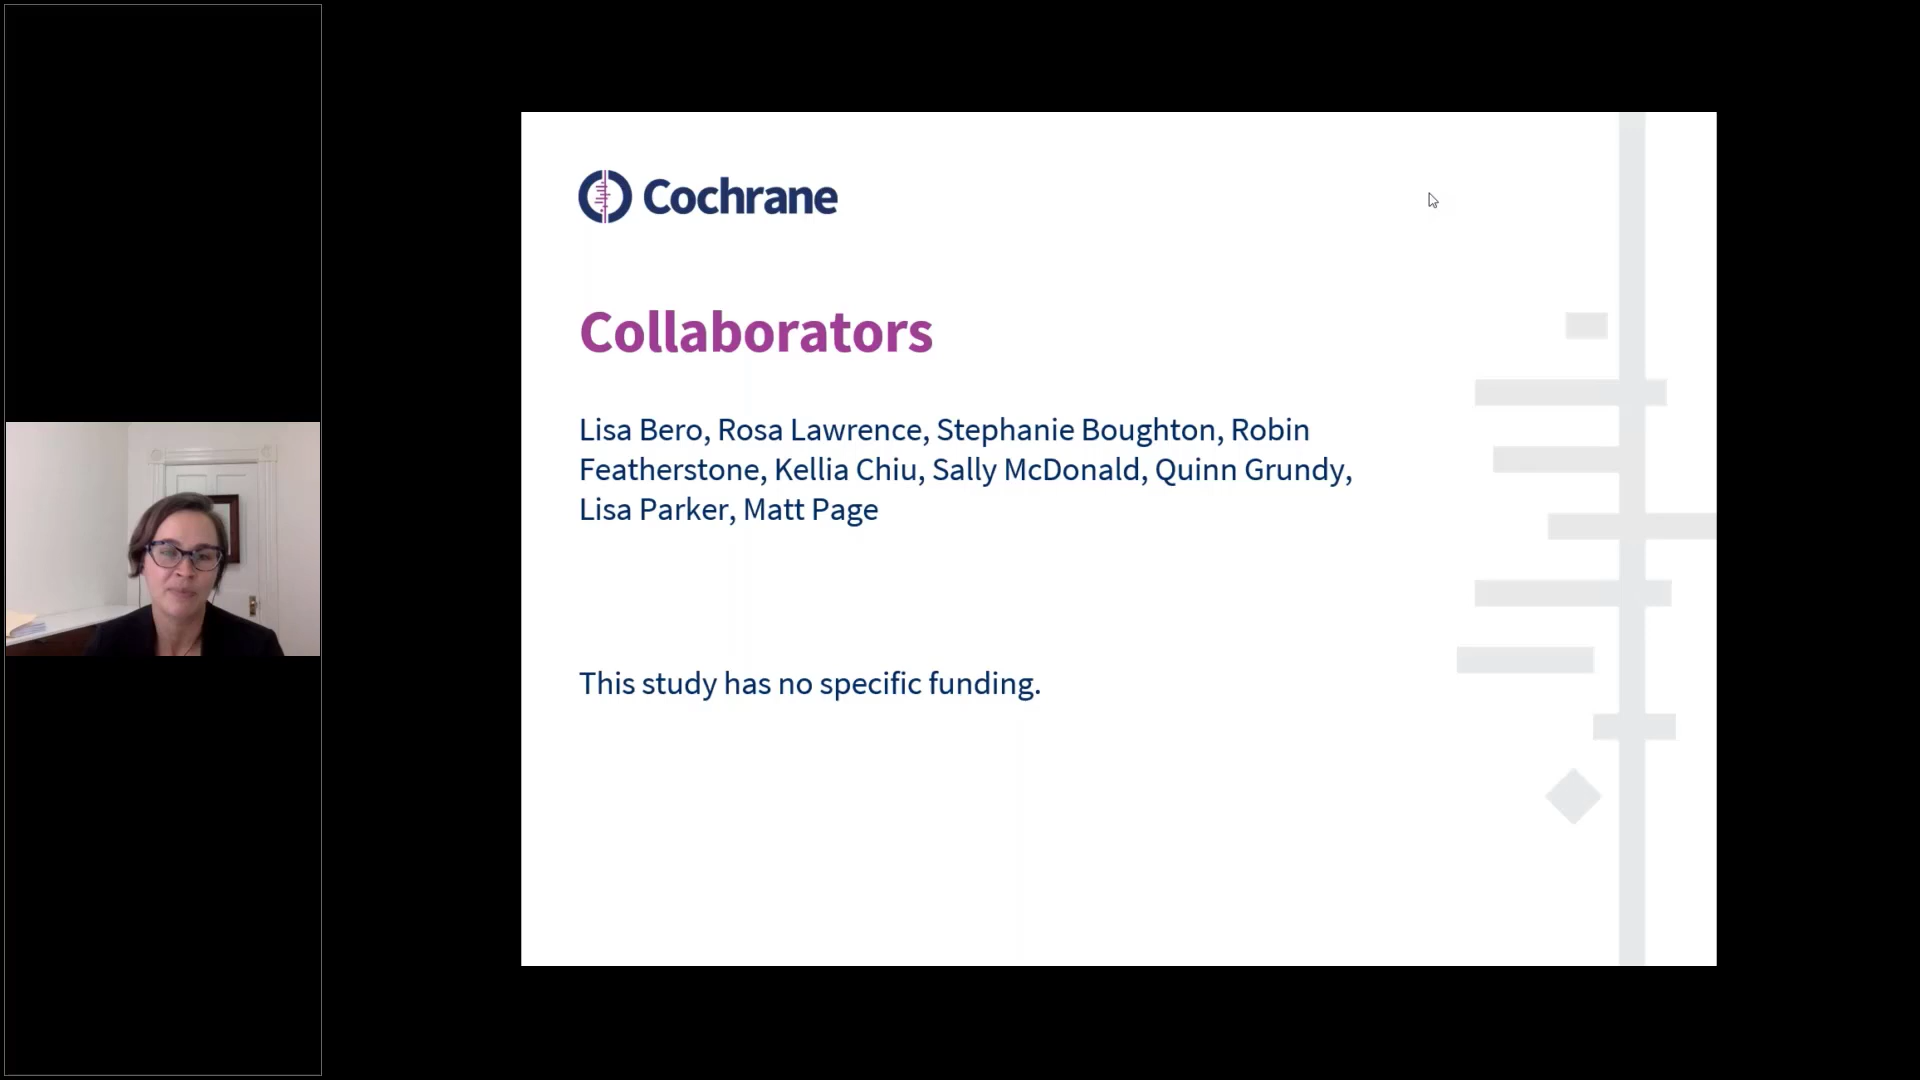 Cochrane
Collaborators
Lisa Bero, Rosa Lawrence, Stephanie Boughton, Robin
Featherstone, Kellia Chiu, Sally McDonald, Quinn Grundy,
Lisa Parker, Matt Page
This study has no specific funding.